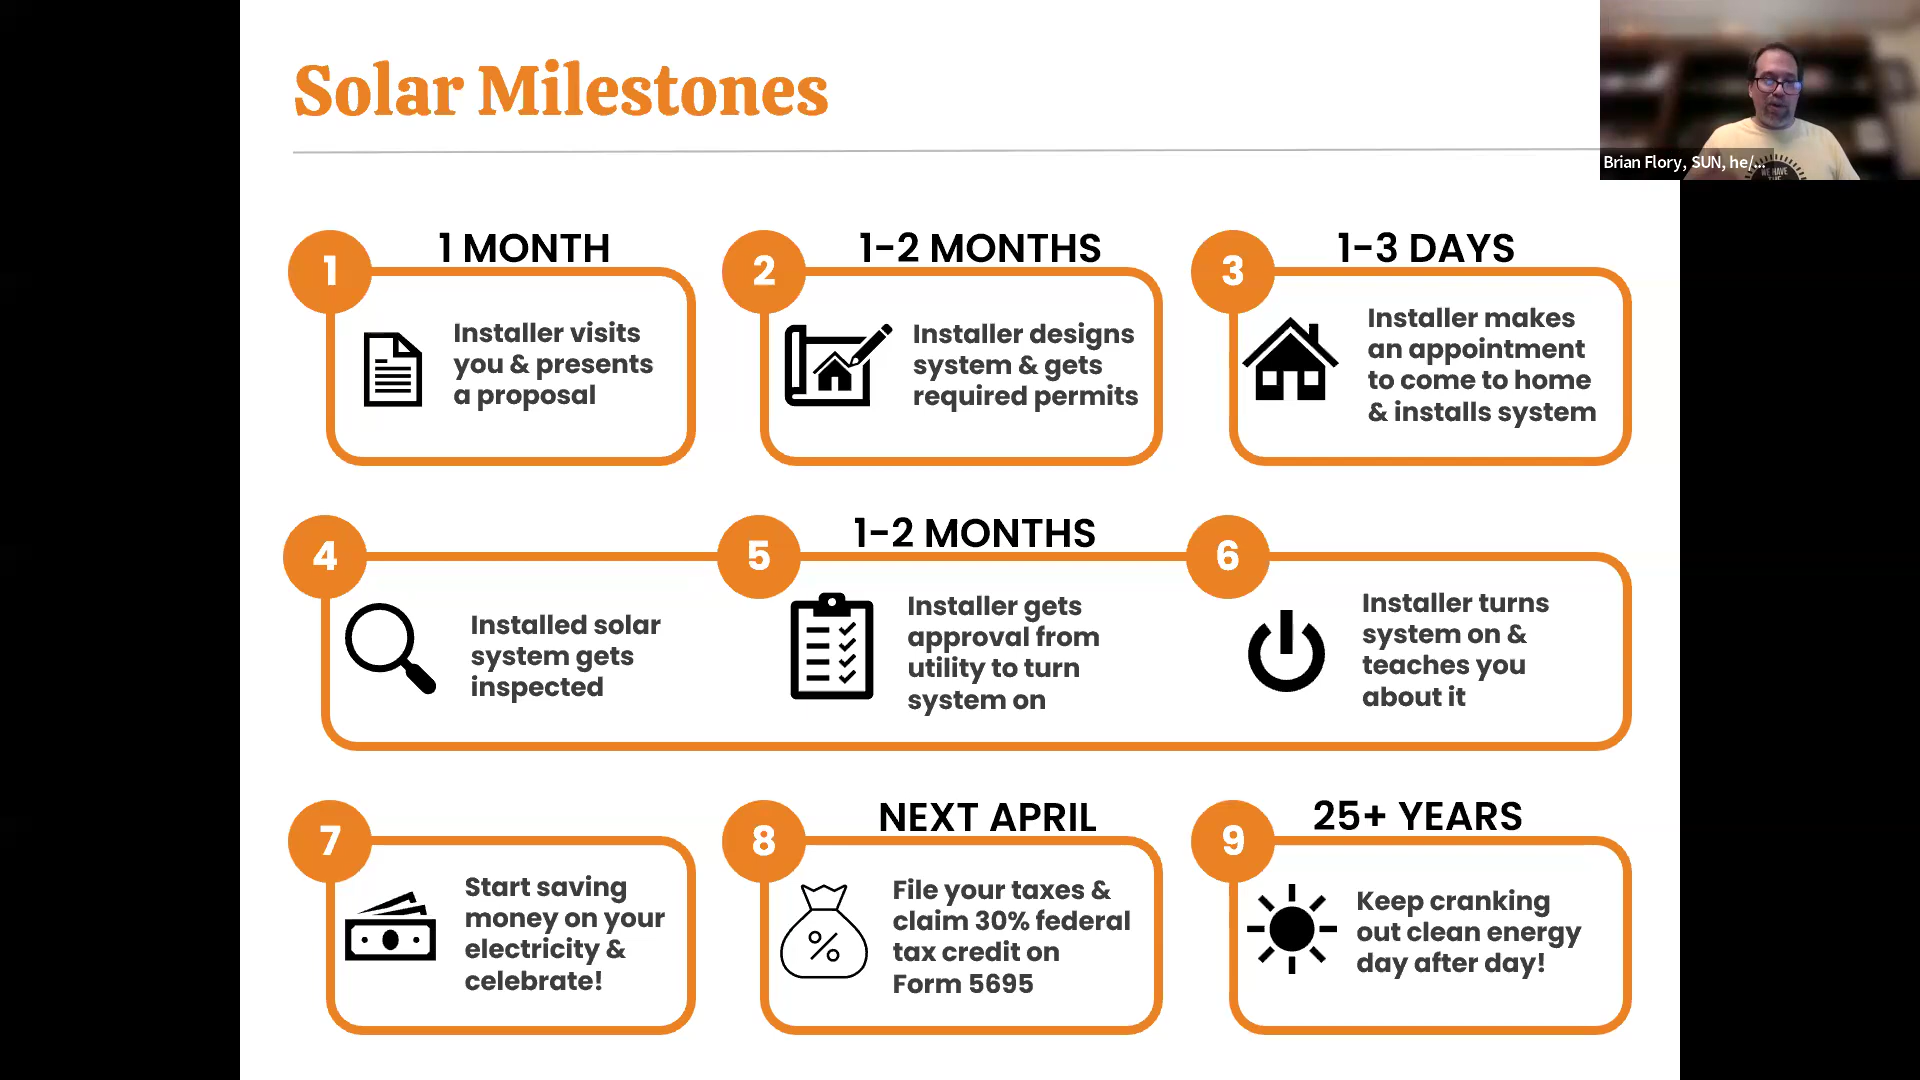 Solar Milestones
Brian Flory, SUN, he/...
WE HAVE
THE
1
1 MONTH
Installer visits
you & presents
a proposal
2
1-2 MONTHS
Installer designs
system & gets
required permits
3
1-3 DAYS
Installer makes
an appointment
to come to home
& installs system
4
Installed solar
system gets
inspected
5
1-2 MONTHS
Installer gets
approval from
utility to turn
system on
6
Installer turns
system on &
teaches you
about it
7
Start saving
money on your
electricity &
celebrate!
8
NEXT APRIL
%
File your taxes &
claim 30% federal
tax credit on
Form 5695
9
25+ YEARS
Keep cranking
out clean energy
day after day!